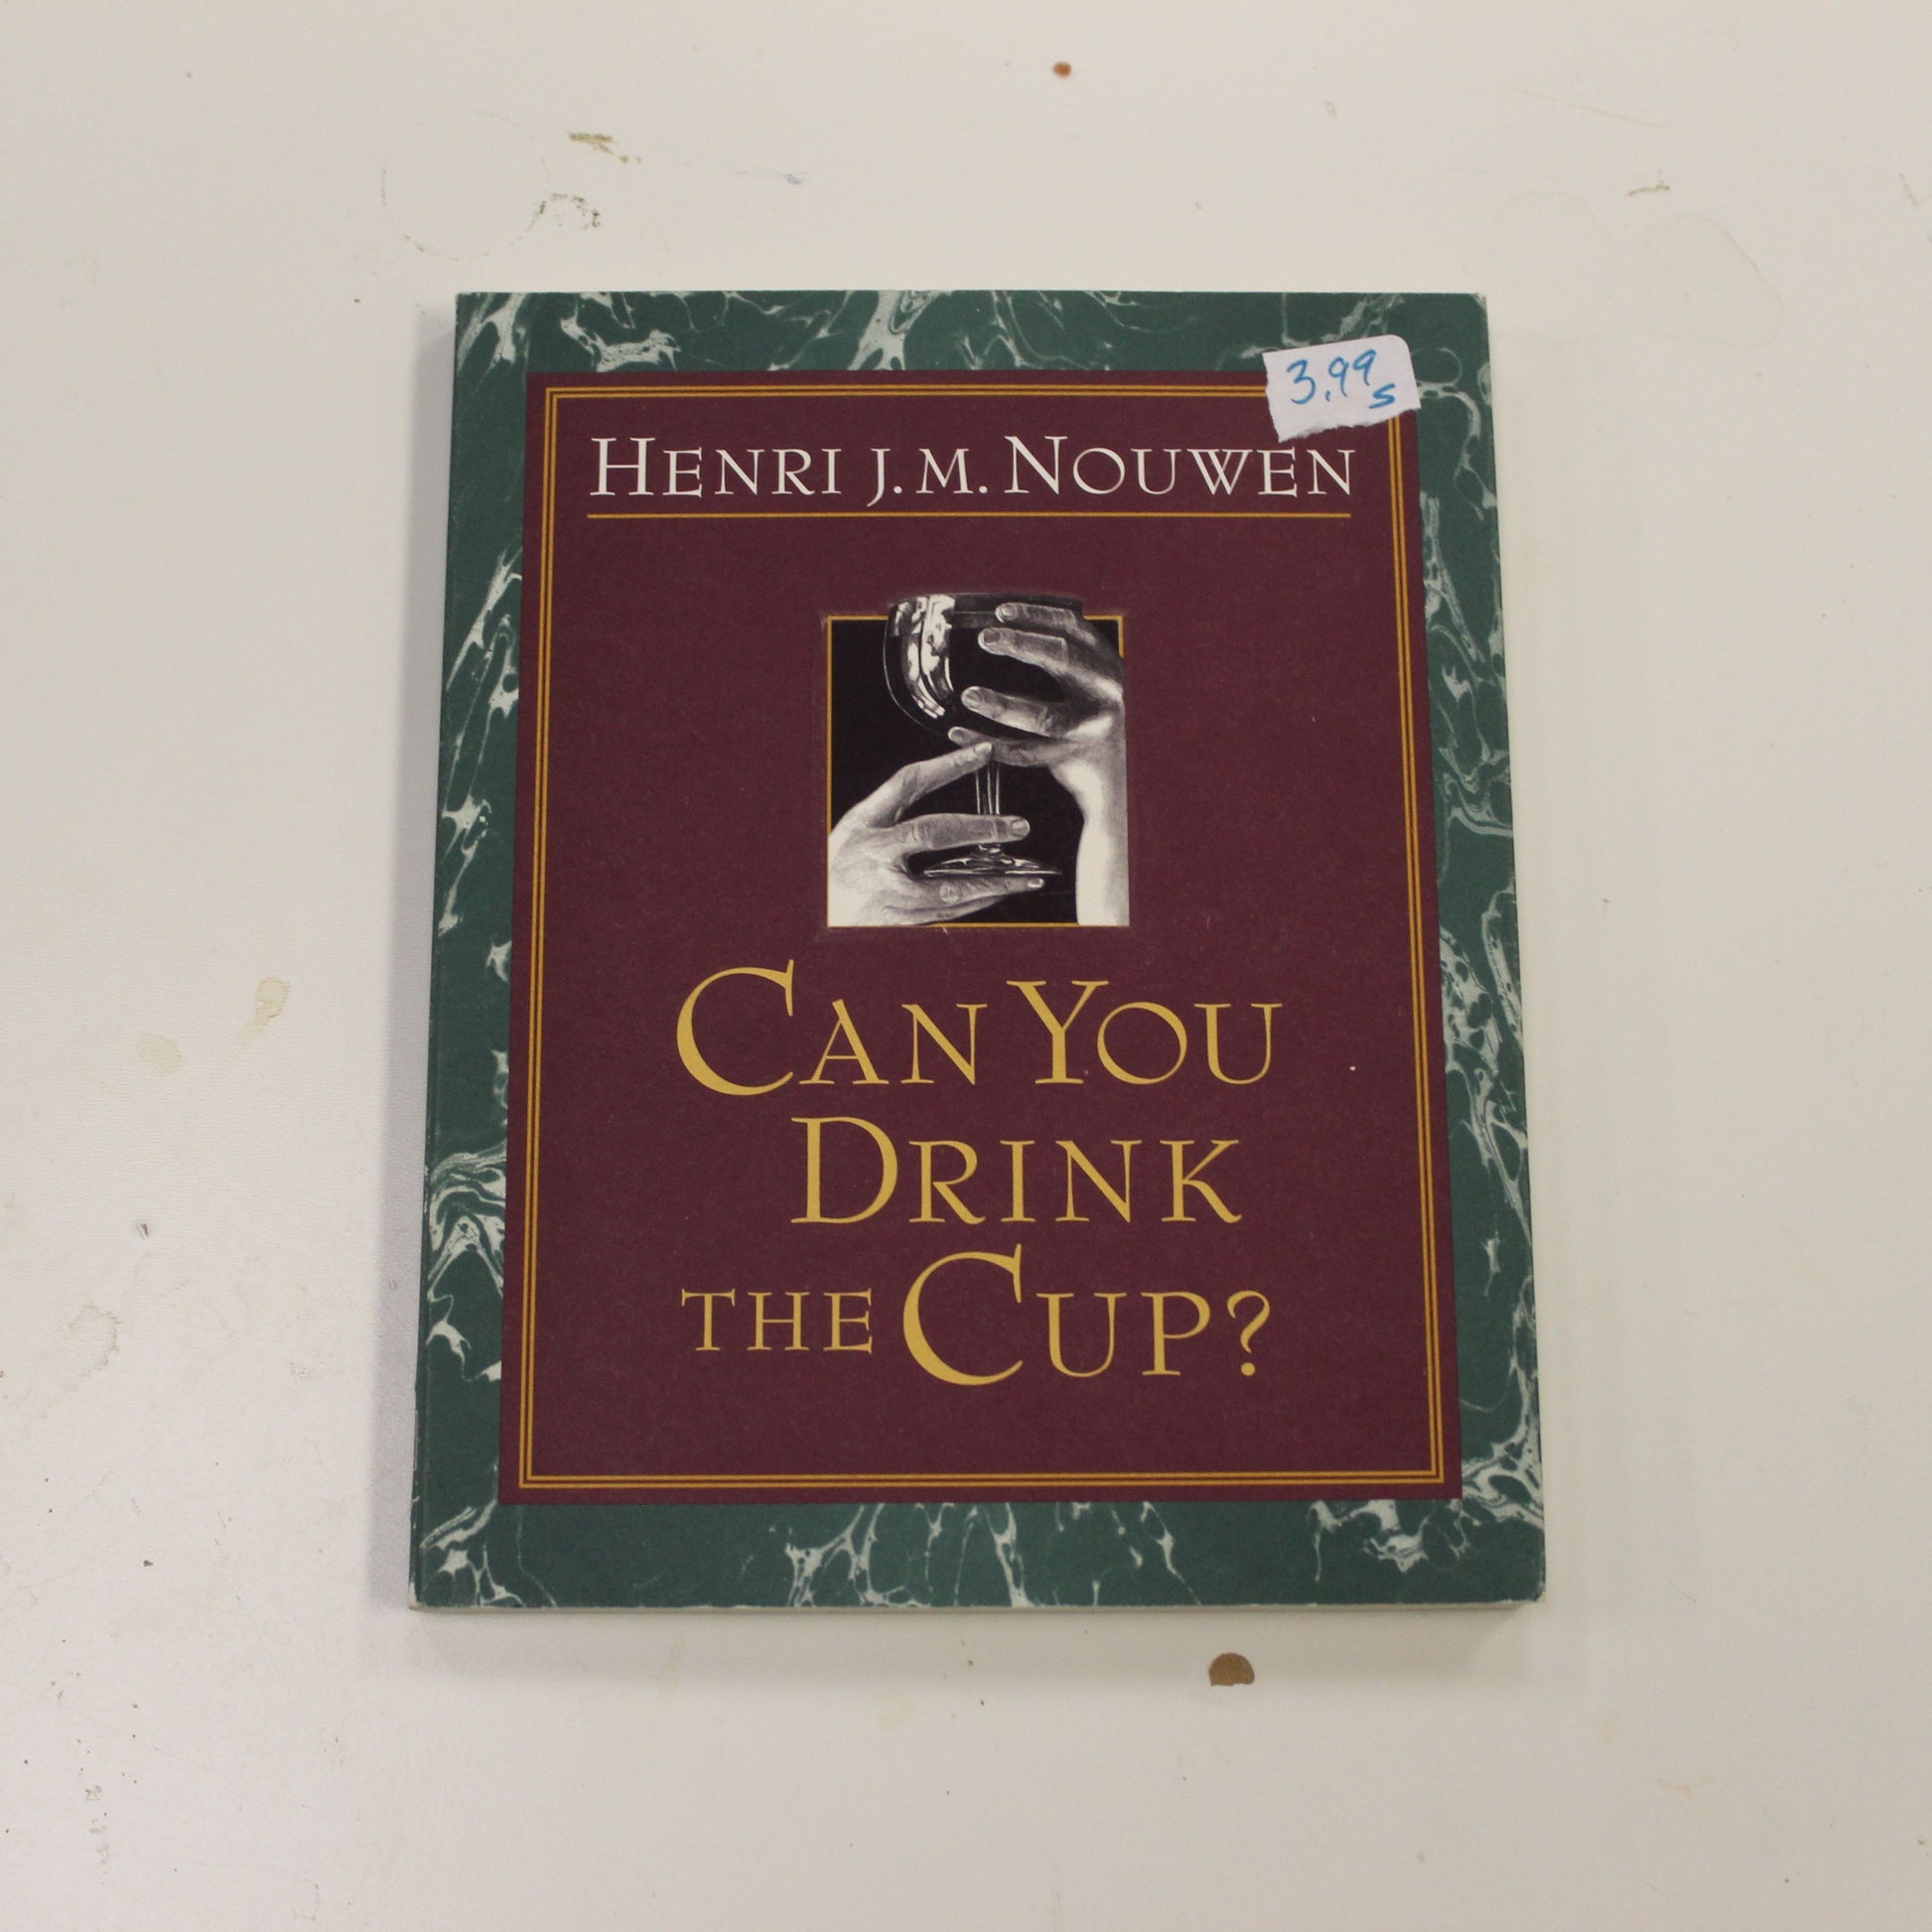 3.99
s
HENRI J.M. NOUWEN
CAN YOU
DRINK
THE CUP?